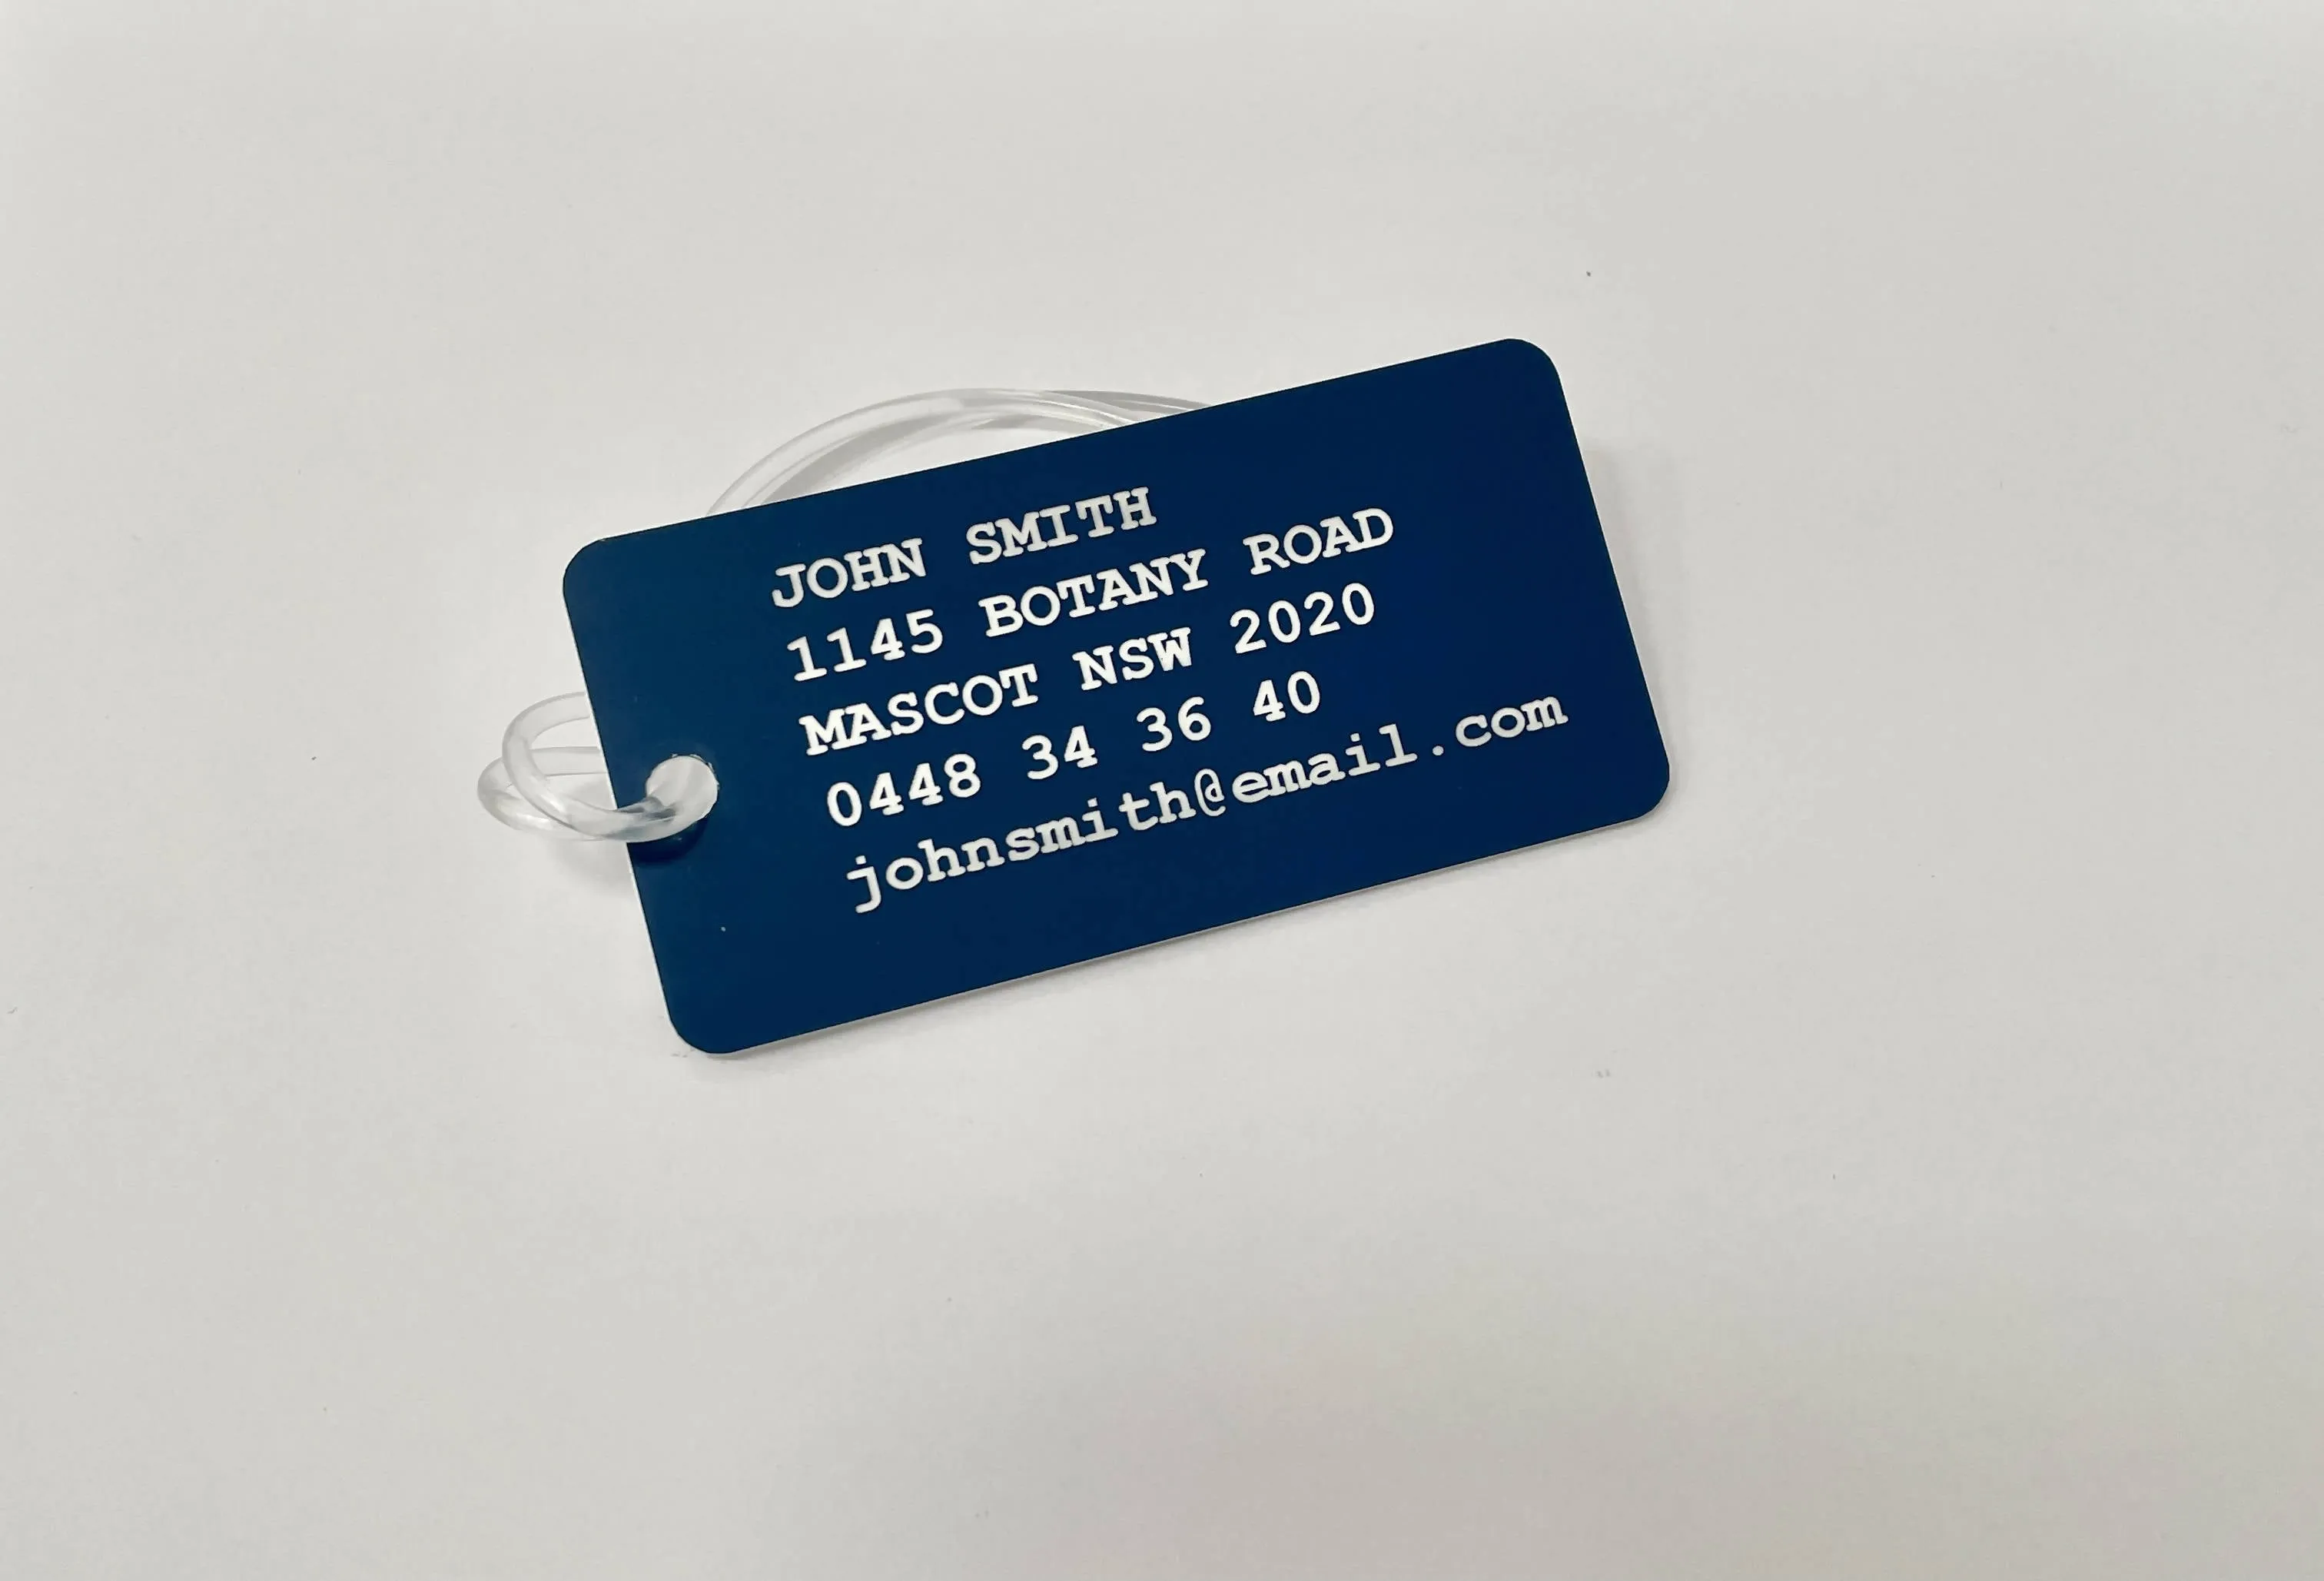 JOHN SMITH
1145 BOTANY ROAD
MASCOT NSW 2020
0448 34 36 40
johnsmith@email.com